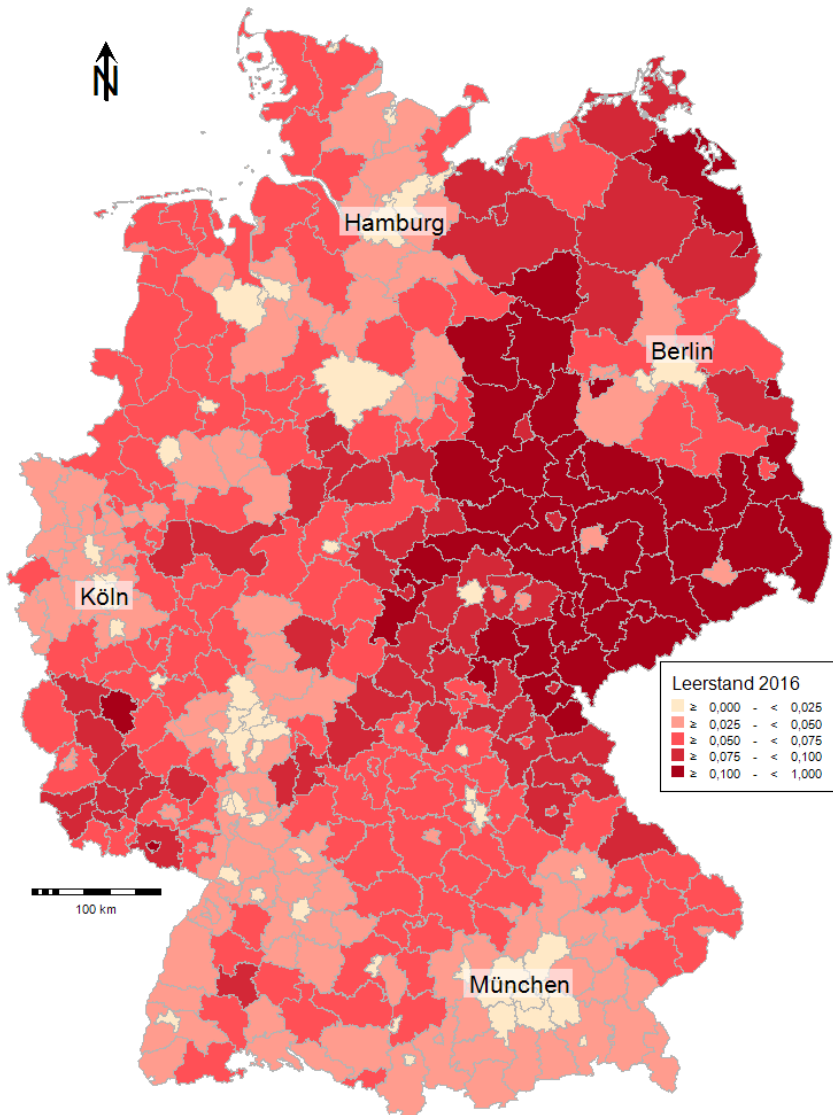 N
Hamburg
Berlin
Köln
Leerstand 2016
≥ 0,000 - < 0,025
≥ 0,025 - < 0,050
≥ 0,050 - < 0,075
≥ 0,075 - < 0,100
≥ 0,100 - < 1,000
100 km
München